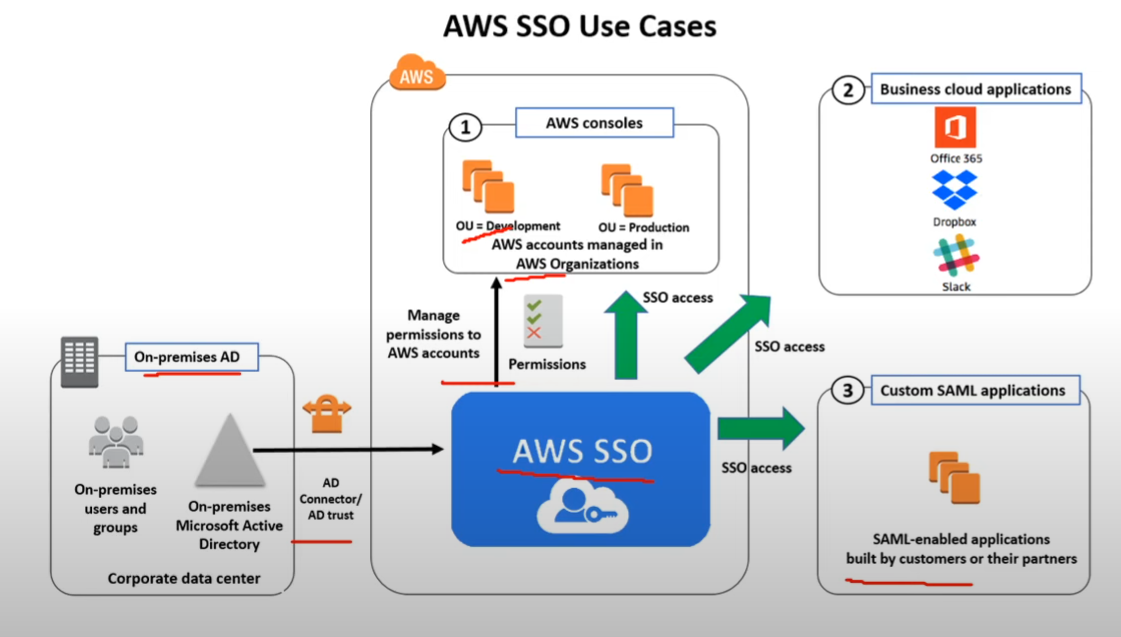 AWS SSO Use Cases
AWS
1
AWS consoles
OU = Development
OU = Production
AWS accounts managed in
AWS Organizations
Manage
permissions to
AWS accounts
Permissions
SSO access
SSO access
SSO access
2
Business cloud applications
Office 365
Dropbox
Slack
On-premises AD
On-premises
users and
groups
On-premises
Microsoft Active
Directory
Corporate data center
AD
Connector/
AD trust
AWS SSO
3
Custom SAML applications
SAML-enabled applications
built by customers or their partners